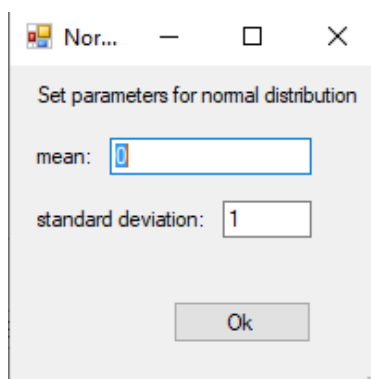 Nor...
Set parameters for normal distribution
mean: 0
standard deviation: 1
Ok